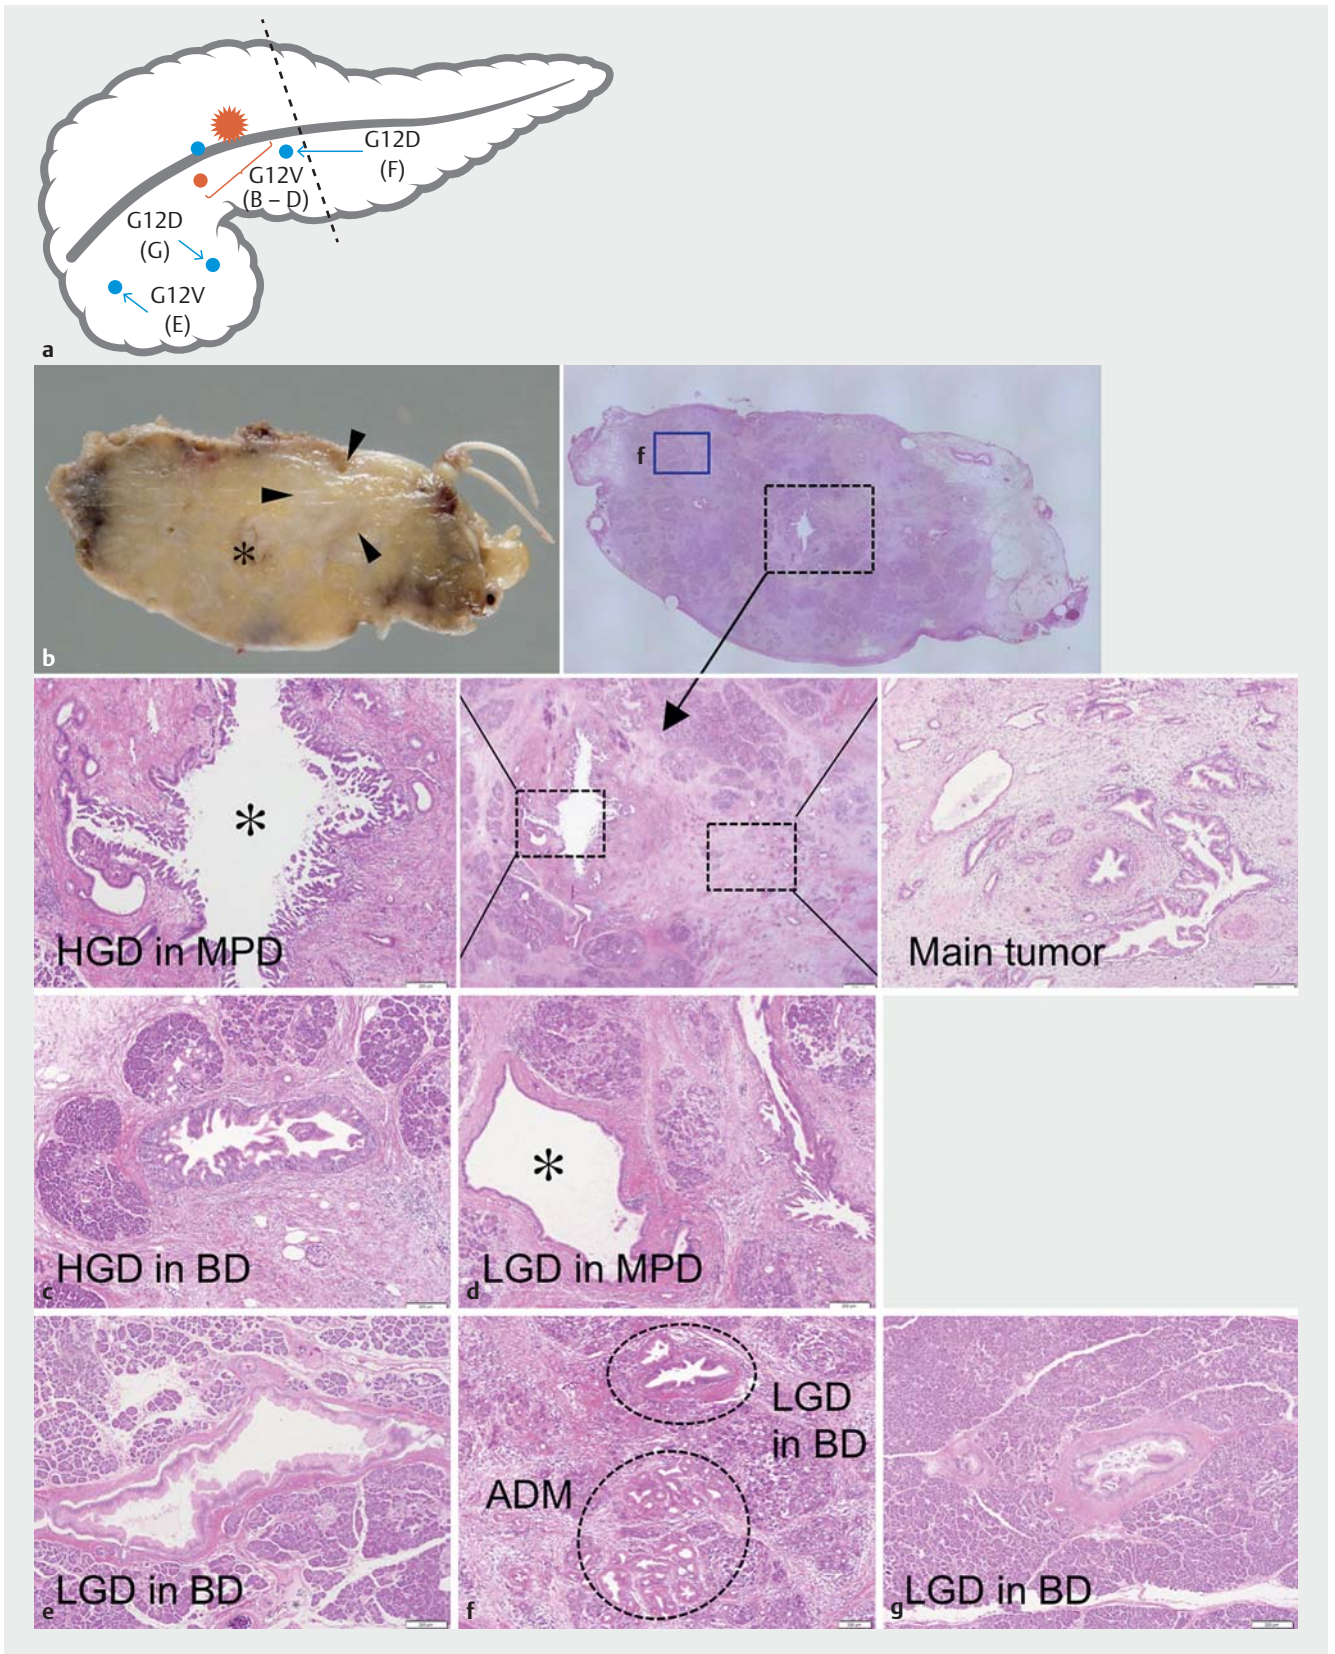 G12D
(F)
G12V
(B – D)
G12D
(G)
G12V
(E)
a
f
b
*
*
HGD in MPD
Main tumor
*
HGD in BD
c
LGD in MPD
d
LGD
in BD
ADM
LGD in BD
e
f
LGD in BD
g